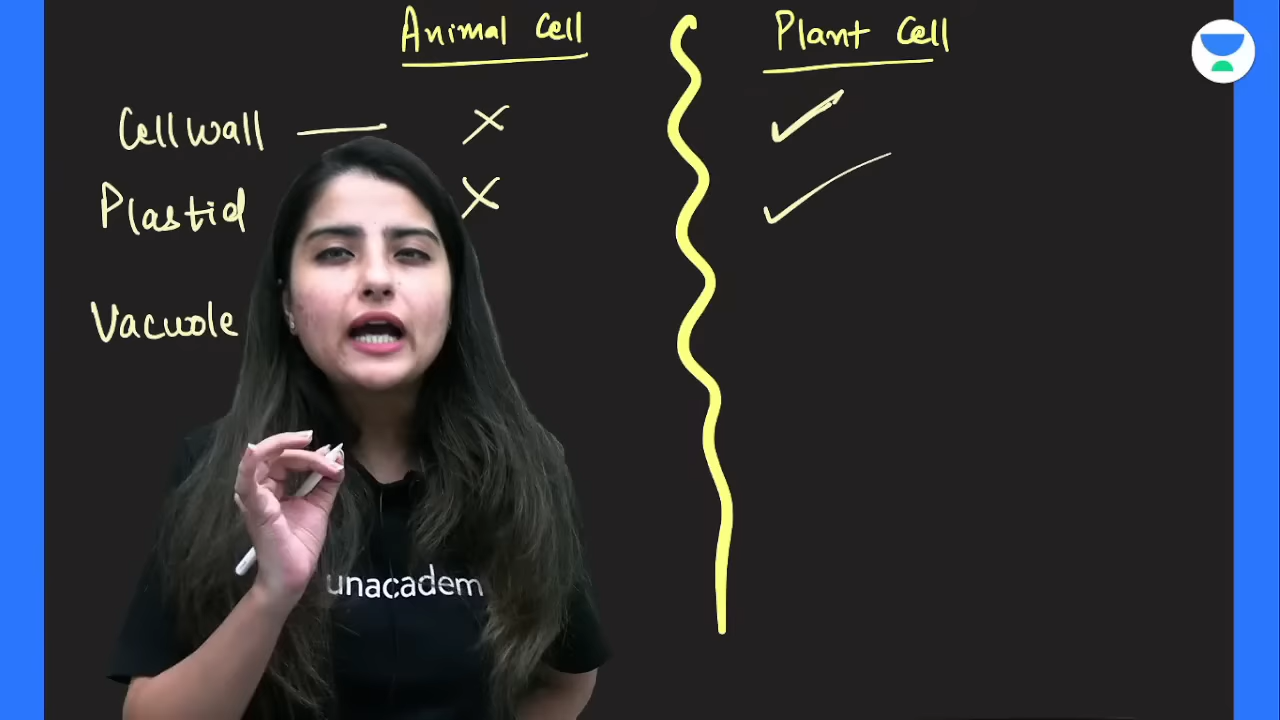 Animal Cell Plant Cell
Cell wall — × ✓
Plastid × ✓
Vacuole
unacadem